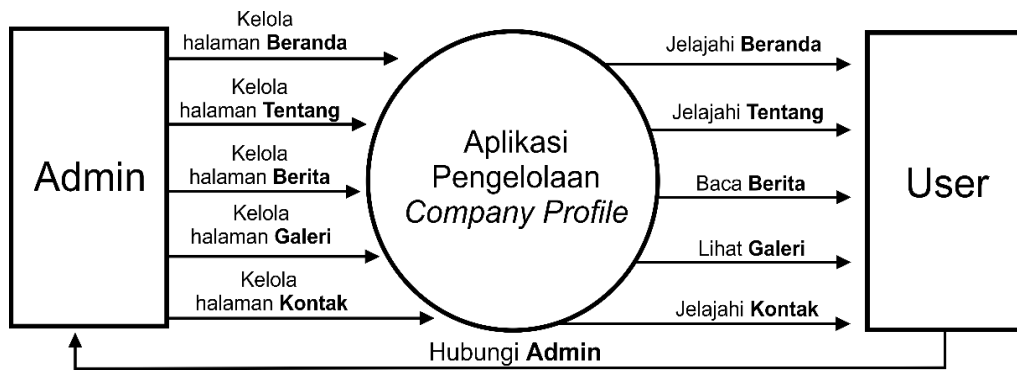 Admin
Kelola
halaman Beranda
Kelola
halaman Tentang
Kelola
halaman Berita
Kelola
halaman Galeri
Kelola
halaman Kontak
Aplikasi
Pengelolaan
Company Profile
Jelajahi Beranda
Jelajahi Tentang
Baca Berita
Lihat Galeri
Jelajahi Kontak
User
Hubungi Admin